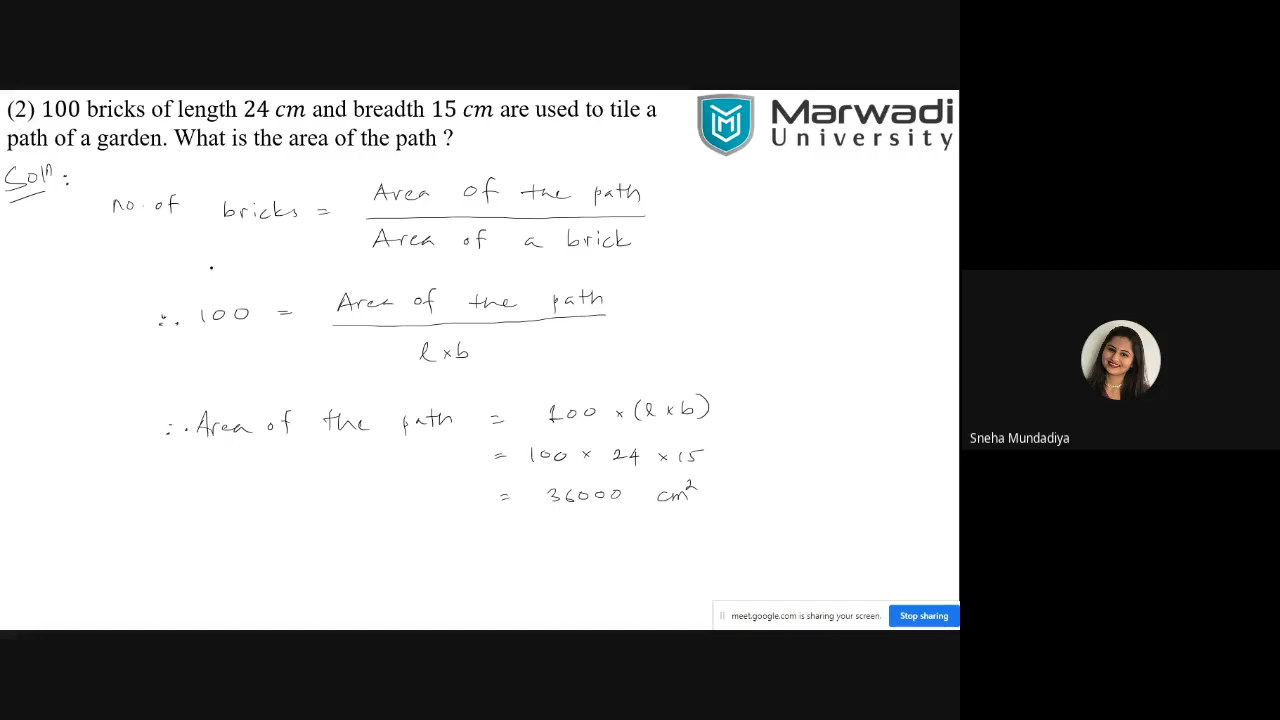 (2) 100 bricks of length 24 cm and breadth 15 cm are used to tile a
path of a garden. What is the area of the path ?
Marwadi
University
Soln:
no. of bricks = Area of the path
Area of a brick
∴ 100 = Area of the path
l × b
∴ Area of the path = 100 × (l × b)
= 100 × 24 × 15
= 36000 cm²
Sneha Mundadiya
meet.google.com is sharing your screen. Stop sharing